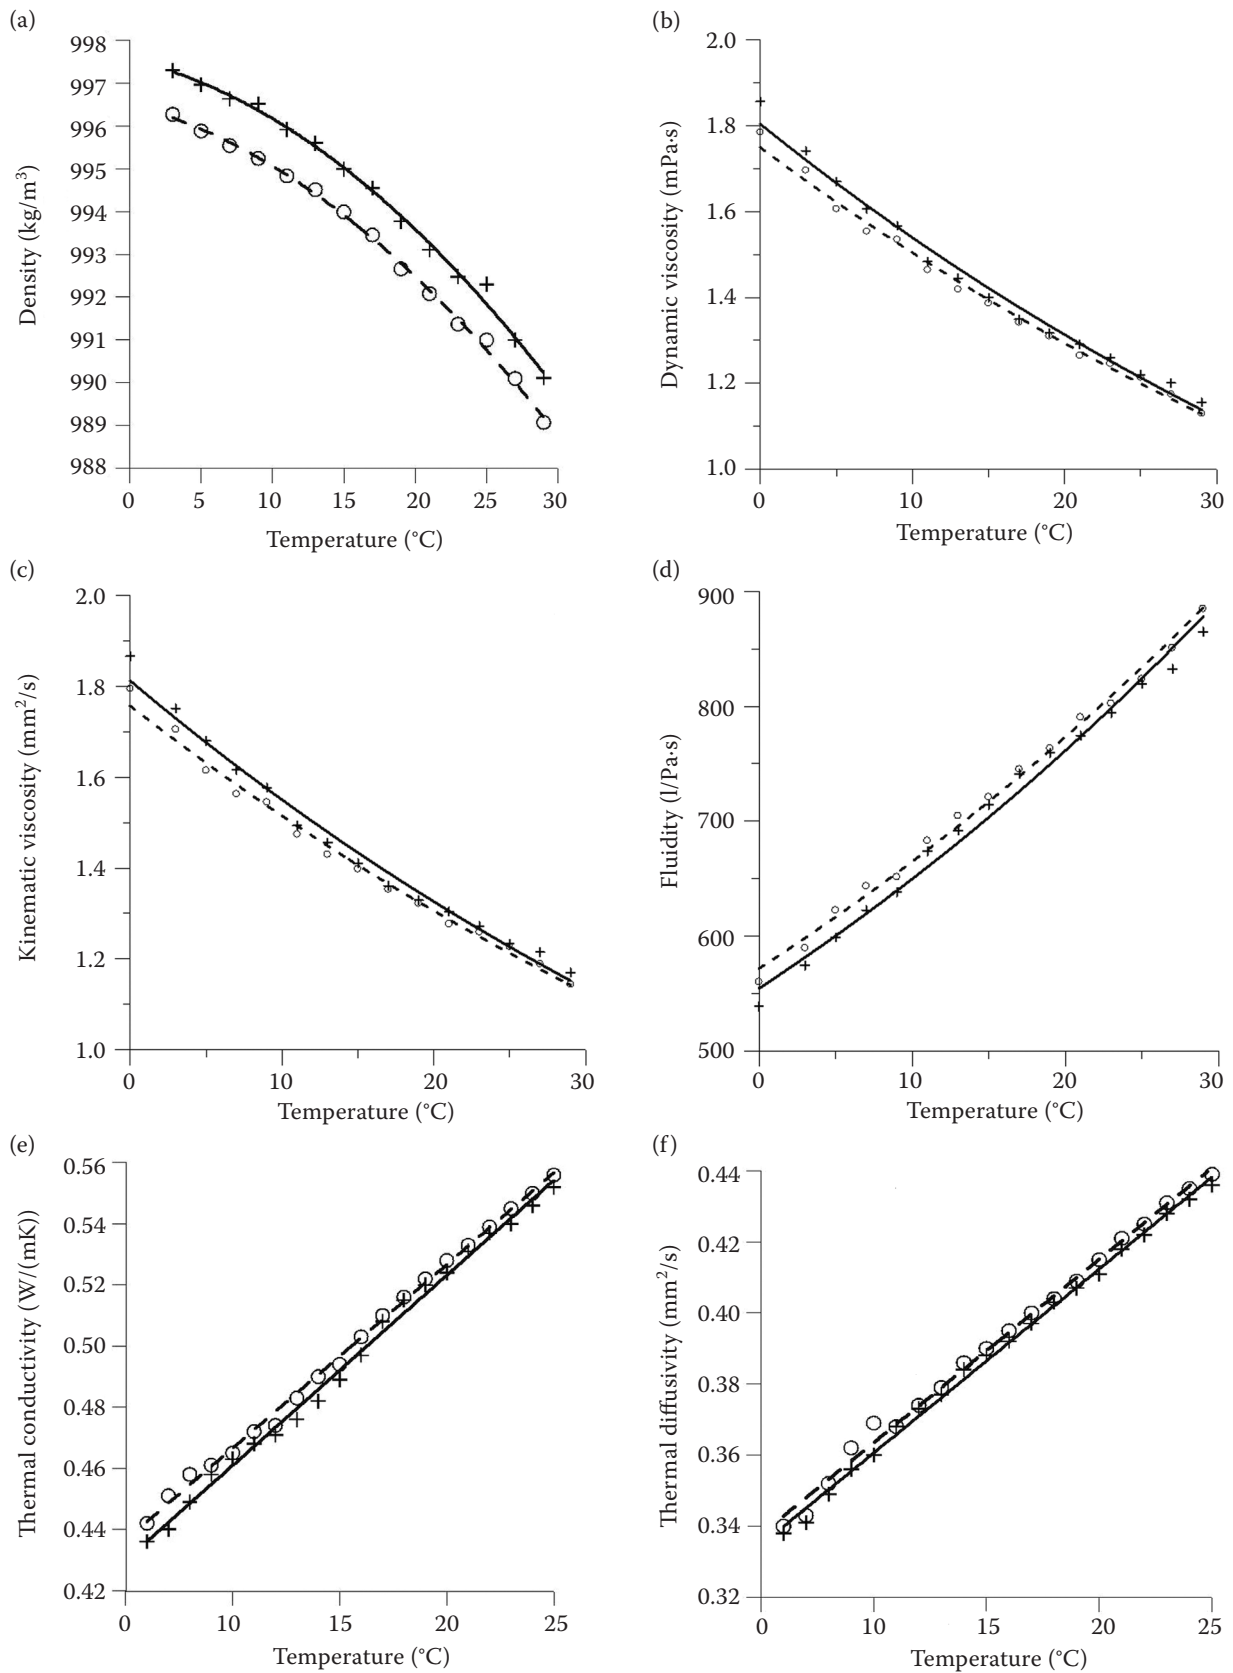 (a)
998
997
996
995
994
993
992
991
990
989
988
Density (kg/m³)
0 5 10 15 20 25 30
Temperature (°C)
(b)
2.0
1.8
1.6
1.4
1.2
1.0
Dynamic viscosity (mPa·s)
0 10 20 30
Temperature (°C)
(c)
2.0
1.8
1.6
1.4
1.2
1.0
Kinematic viscosity (mm²/s)
0 10 20 30
Temperature (°C)
(d)
900
800
700
600
500
Fluidity (l/Pa·s)
0 10 20 30
Temperature (°C)
(e)
0.56
0.54
0.52
0.50
0.48
0.46
0.44
0.42
Thermal conductivity (W/(mK))
0 10 15 20 25
Temperature (°C)
(f)
0.44
0.42
0.40
0.38
0.36
0.34
0.32
Thermal diffusivity (mm²/s)
0 10 15 20 25
Temperature (°C)